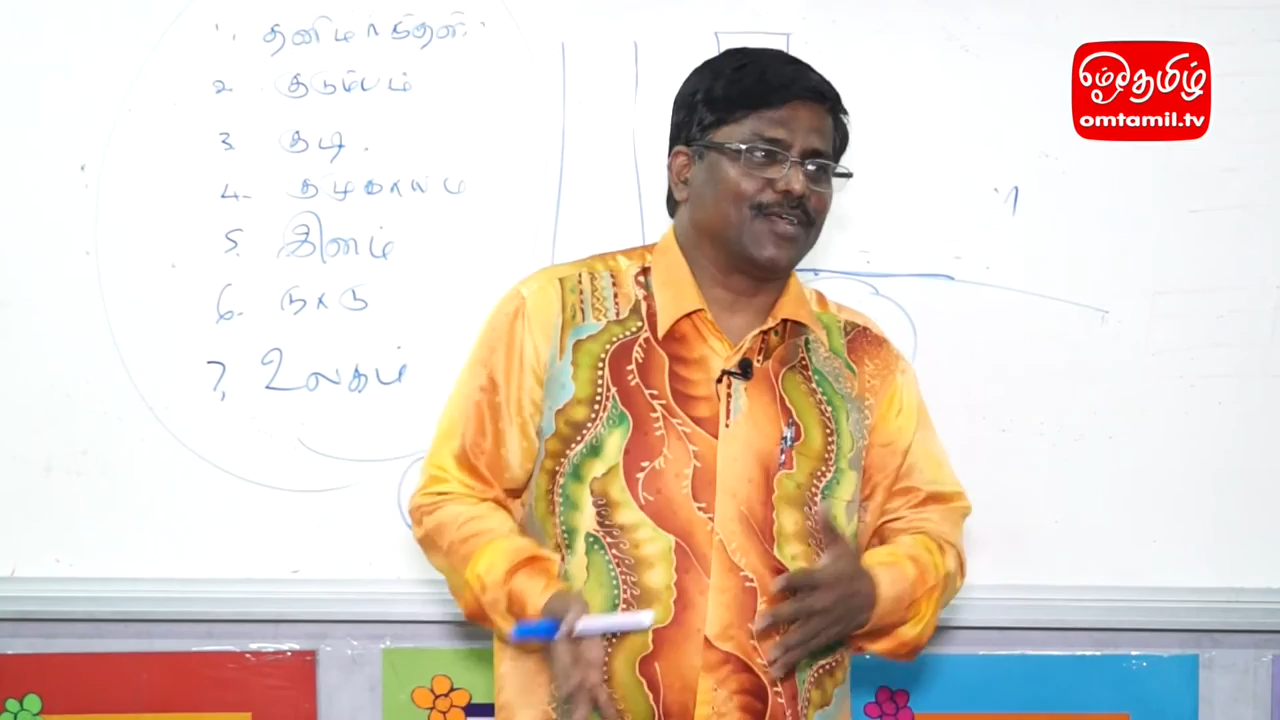 1. தனிமாந்தன்.
2. குடும்பம்
3. குடி.
4. குமுகாயம்
5. இனம்
6. நாடு
7. உலகம்
ஓம்தமிழ்
omtamil.tv